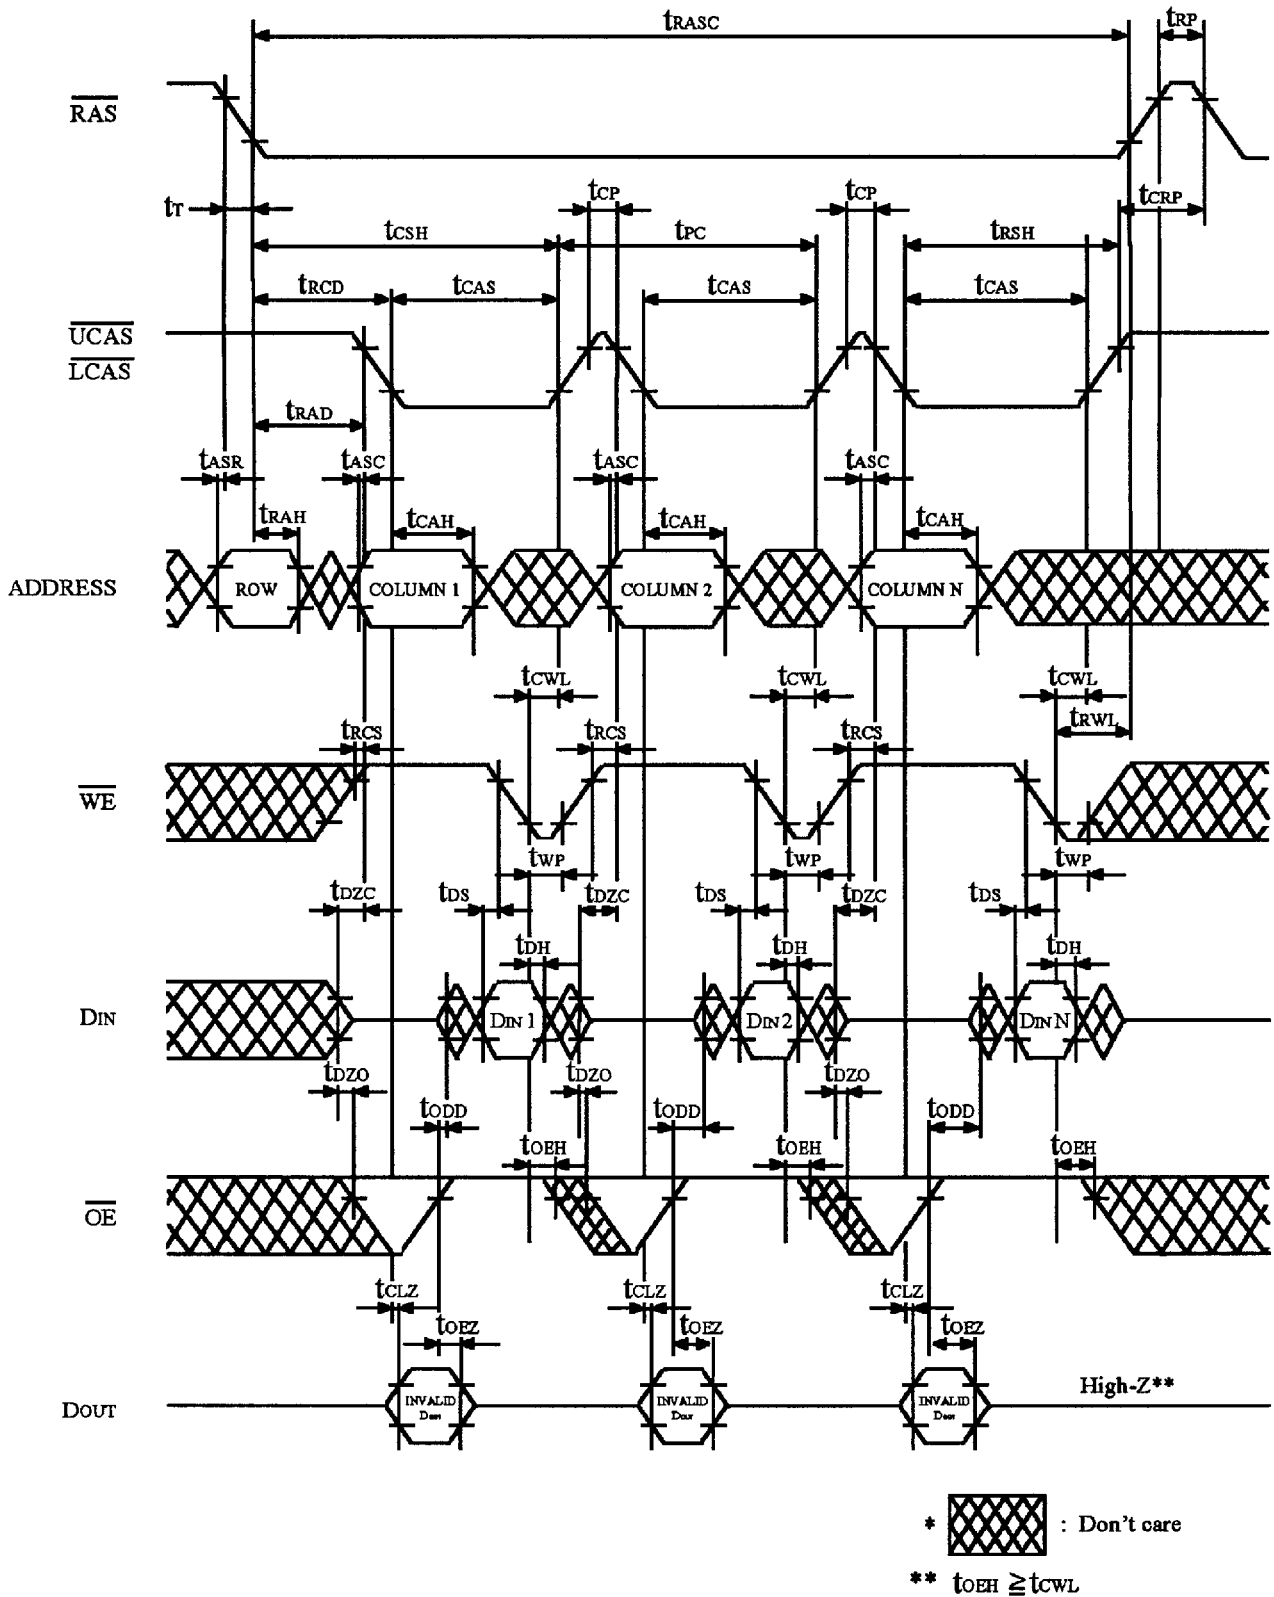 tRASC tRP
RAS
tT tCP tCP tCRP
tCSH tPC tRSH
tRCD tCAS tCAS tCAS
UCAS
LCAS
tRAD
tASR tASC tASC tASC
tRAH tCAH tCAH tCAH
ADDRESS ROW COLUMN 1 COLUMN 2 COLUMN N
tCWL tCWL tCWL
tRCS tRCS tRCS tRWL
WE
tWP tWP tWP
tDZC tDS tDZC tDS tDZC tDS
tDH tDH tDH
DIN DIN 1 DIN 2 DIN N
tDZO tDZO tDZO
tODD tODD tODD
tOEH tOEH tOEH
OE
tCLZ tCLZ tCLZ
tOEZ tOEZ tOEZ
High-Z**
DOUT INVALID INVALID INVALID
DOUT DOUT DOUT
* : Don't care
** tOEH ≧ tCWL